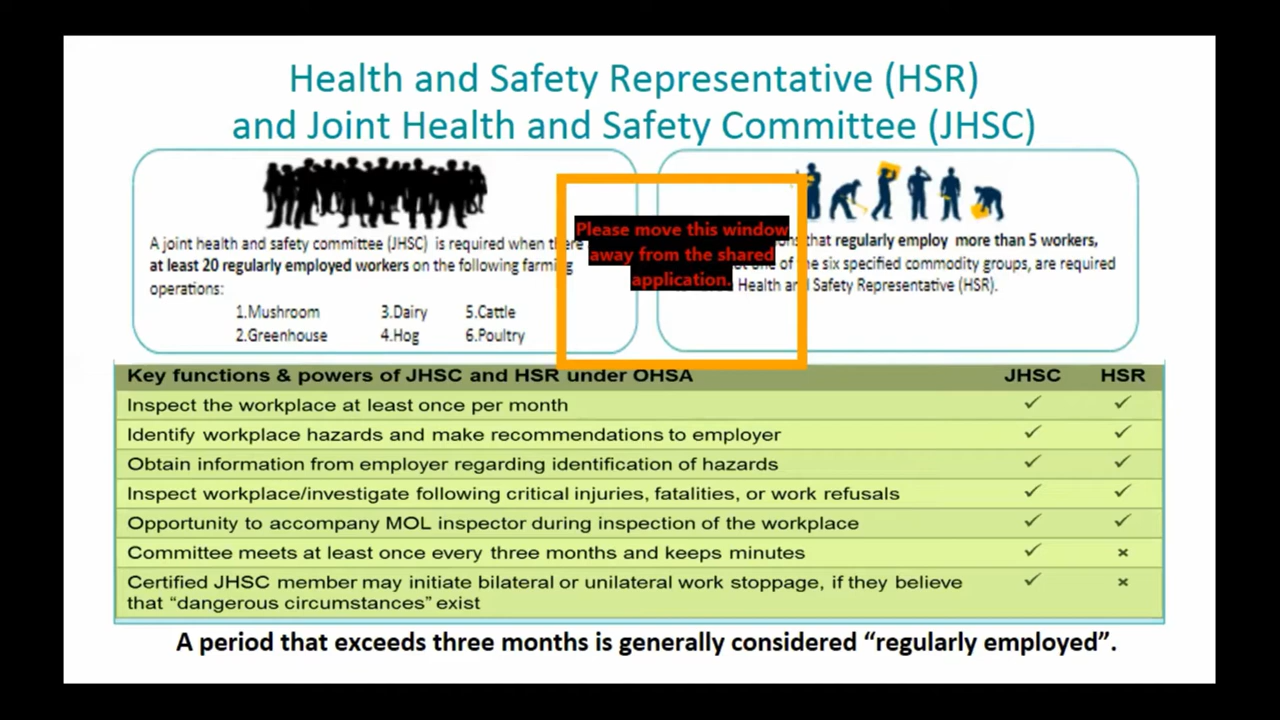 Health and Safety Representative (HSR)
and Joint Health and Safety Committee (JHSC)
A joint health and safety committee (JHSC) is required when there
at least 20 regularly employed workers on the following farming
operations:
1.Mushroom 3.Dairy 5.Cattle
2.Greenhouse 4.Hog 6.Poultry
Please move this window
away from the shared
application.
that regularly employ more than 5 workers,
one of the six specified commodity groups, are required
Health and Safety Representative (HSR).
Key functions & powers of JHSC and HSR under OHSA JHSC HSR
Inspect the workplace at least once per month ✓ ✓
Identify workplace hazards and make recommendations to employer ✓ ✓
Obtain information from employer regarding identification of hazards ✓ ✓
Inspect workplace/investigate following critical injuries, fatalities, or work refusals ✓ ✓
Opportunity to accompany MOL inspector during inspection of the workplace ✓ ✓
Committee meets at least once every three months and keeps minutes ✓ ×
Certified JHSC member may initiate bilateral or unilateral work stoppage, if they believe ✓ ×
that “dangerous circumstances” exist
A period that exceeds three months is generally considered “regularly employed”.